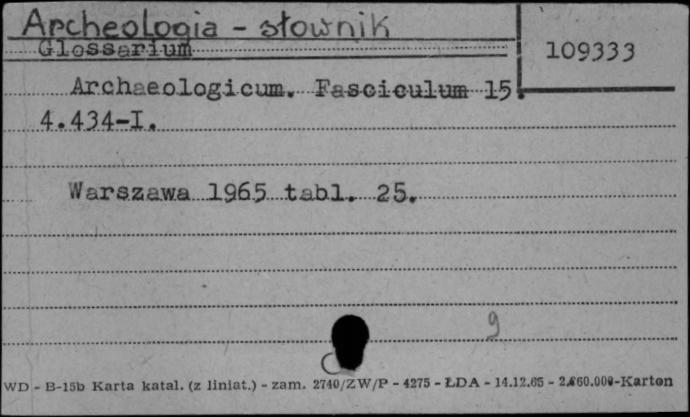 Archeologia - słownik
Glossarium
109333
Archaeologicum. Fasciculum 15.
4.434-I.
Warszawa 1965 tabl. 25.
9
WD - B-15b Karta katal. (z liniat.) - zam. 2740/ZW/P - 4275 - ŁDA - 14.12.65 - 2.860.000-Karton